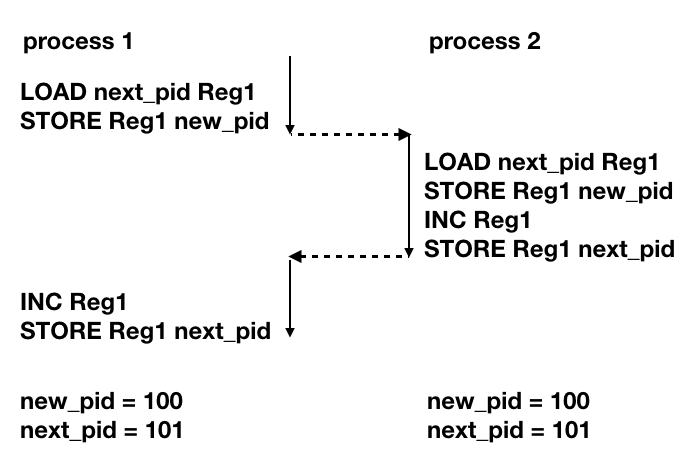 process 1
process 2
LOAD next_pid Reg1
STORE Reg1 new_pid
LOAD next_pid Reg1
STORE Reg1 new_pid
INC Reg1
STORE Reg1 next_pid
INC Reg1
STORE Reg1 next_pid
new_pid = 100
next_pid = 101
new_pid = 100
next_pid = 101